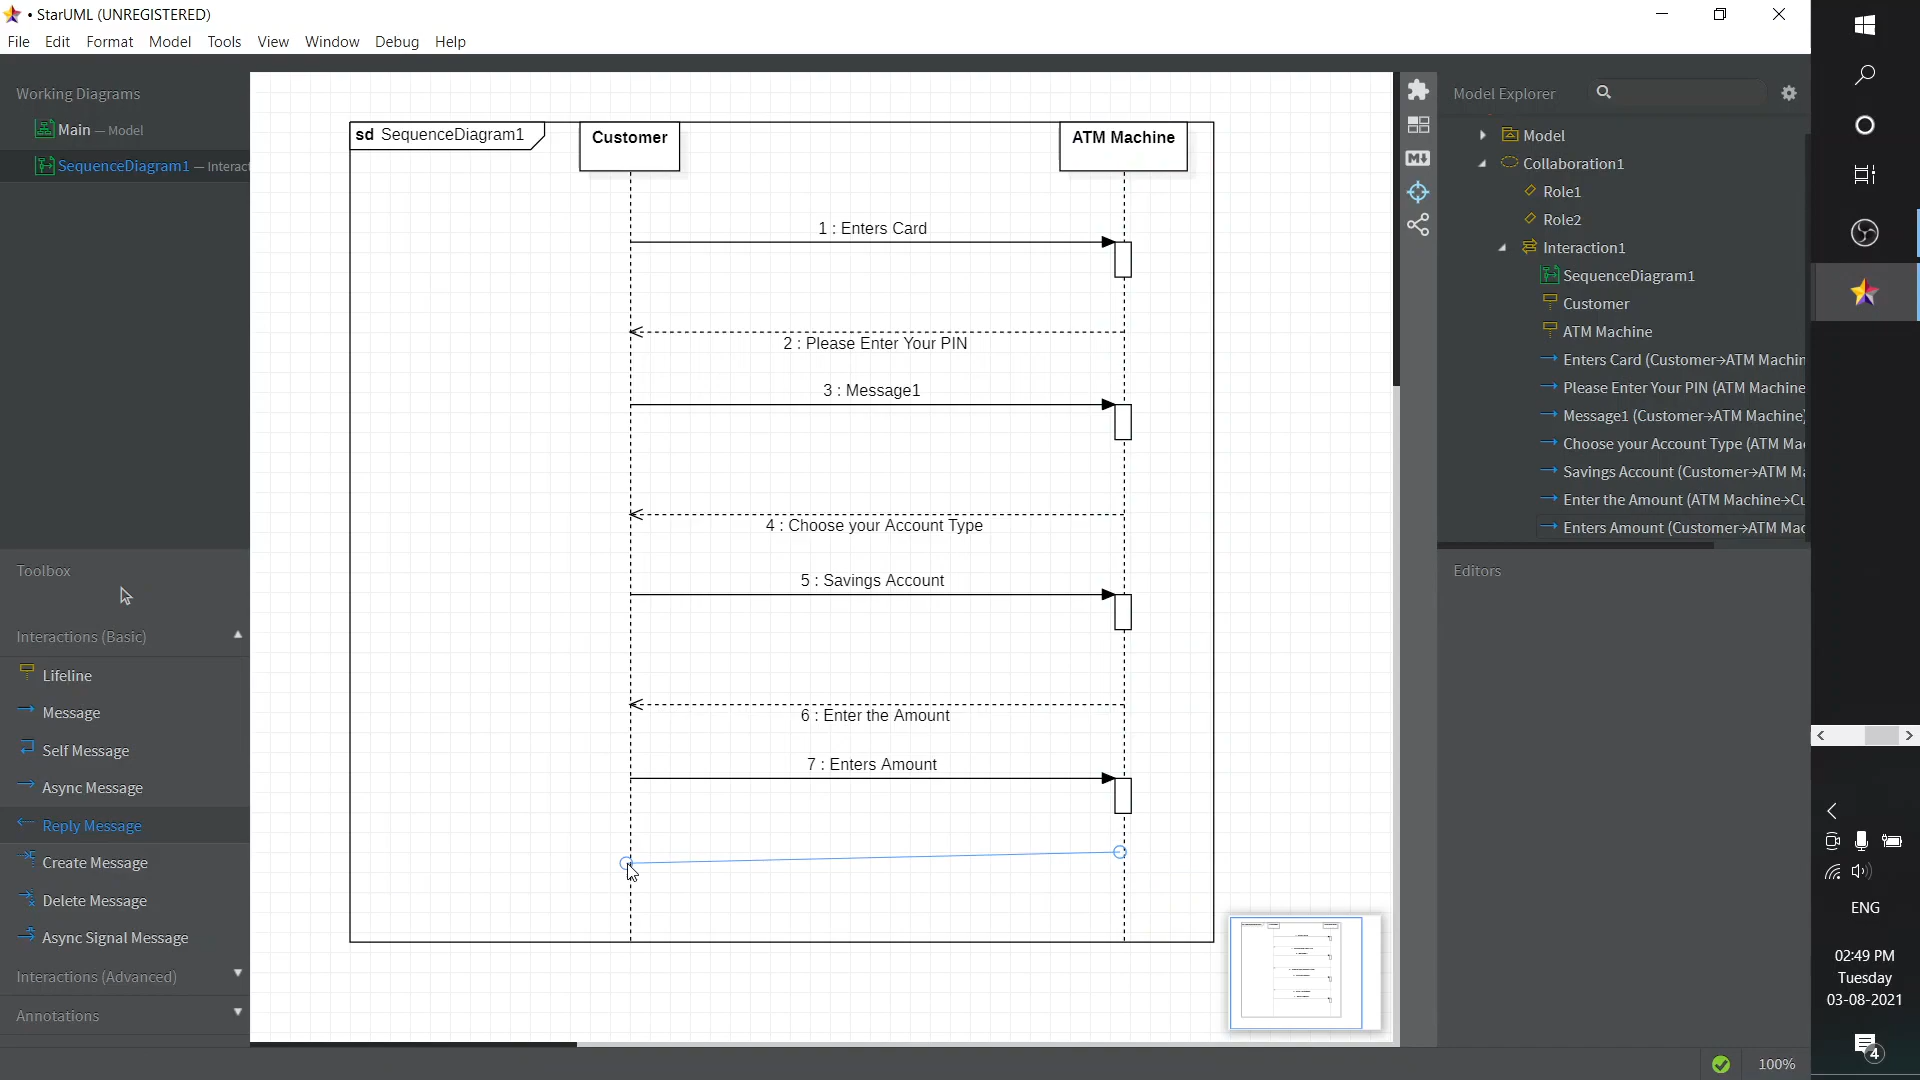 • StarUML (UNREGISTERED)
File Edit Format Model Tools View Window Debug Help
Working Diagrams
Main — Model
SequenceDiagram1 — Interact
Toolbox
Interactions (Basic)
Lifeline
Message
Self Message
Async Message
Reply Message
Create Message
Delete Message
Async Signal Message
Interactions (Advanced)
Annotations
sd SequenceDiagram1
Customer
ATM Machine
1 : Enters Card
2 : Please Enter Your PIN
3 : Message1
4 : Choose your Account Type
5 : Savings Account
6 : Enter the Amount
7 : Enters Amount
Model Explorer
Model
Collaboration1
Role1
Role2
Interaction1
SequenceDiagram1
Customer
ATM Machine
Enters Card (Customer→ATM Machin
Please Enter Your PIN (ATM Machine
Message1 (Customer→ATM Machine)
Choose your Account Type (ATM Ma
Savings Account (Customer→ATM Ma
Enter the Amount (ATM Machine→Cu
Enters Amount (Customer→ATM Mac
Editors
100%
ENG
02:49 PM
Tuesday
03-08-2021
4